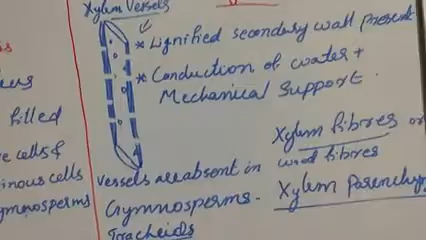 Xylem Vessels
* Lignified secondary wall present
* Conduction of water +
Mechanical Support.
filled
cells &
cells
Vessels are absent in
Gymnosperms.
Tracheids
Xylem fibres or
wood fibres
Xylem Parenchy